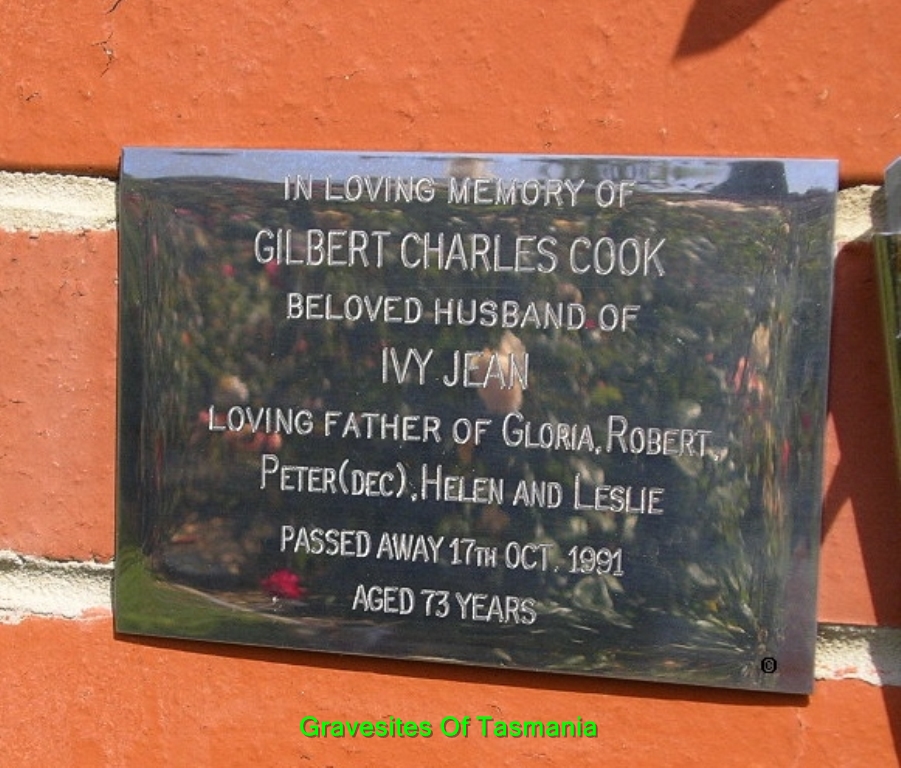 IN LOVING MEMORY OF
GILBERT CHARLES COOK
BELOVED HUSBAND OF
IVY JEAN
LOVING FATHER OF GLORIA, ROBERT,
PETER(DEC), HELEN AND LESLIE
PASSED AWAY 17TH OCT. 1991
AGED 73 YEARS
©
Gravesites Of Tasmania